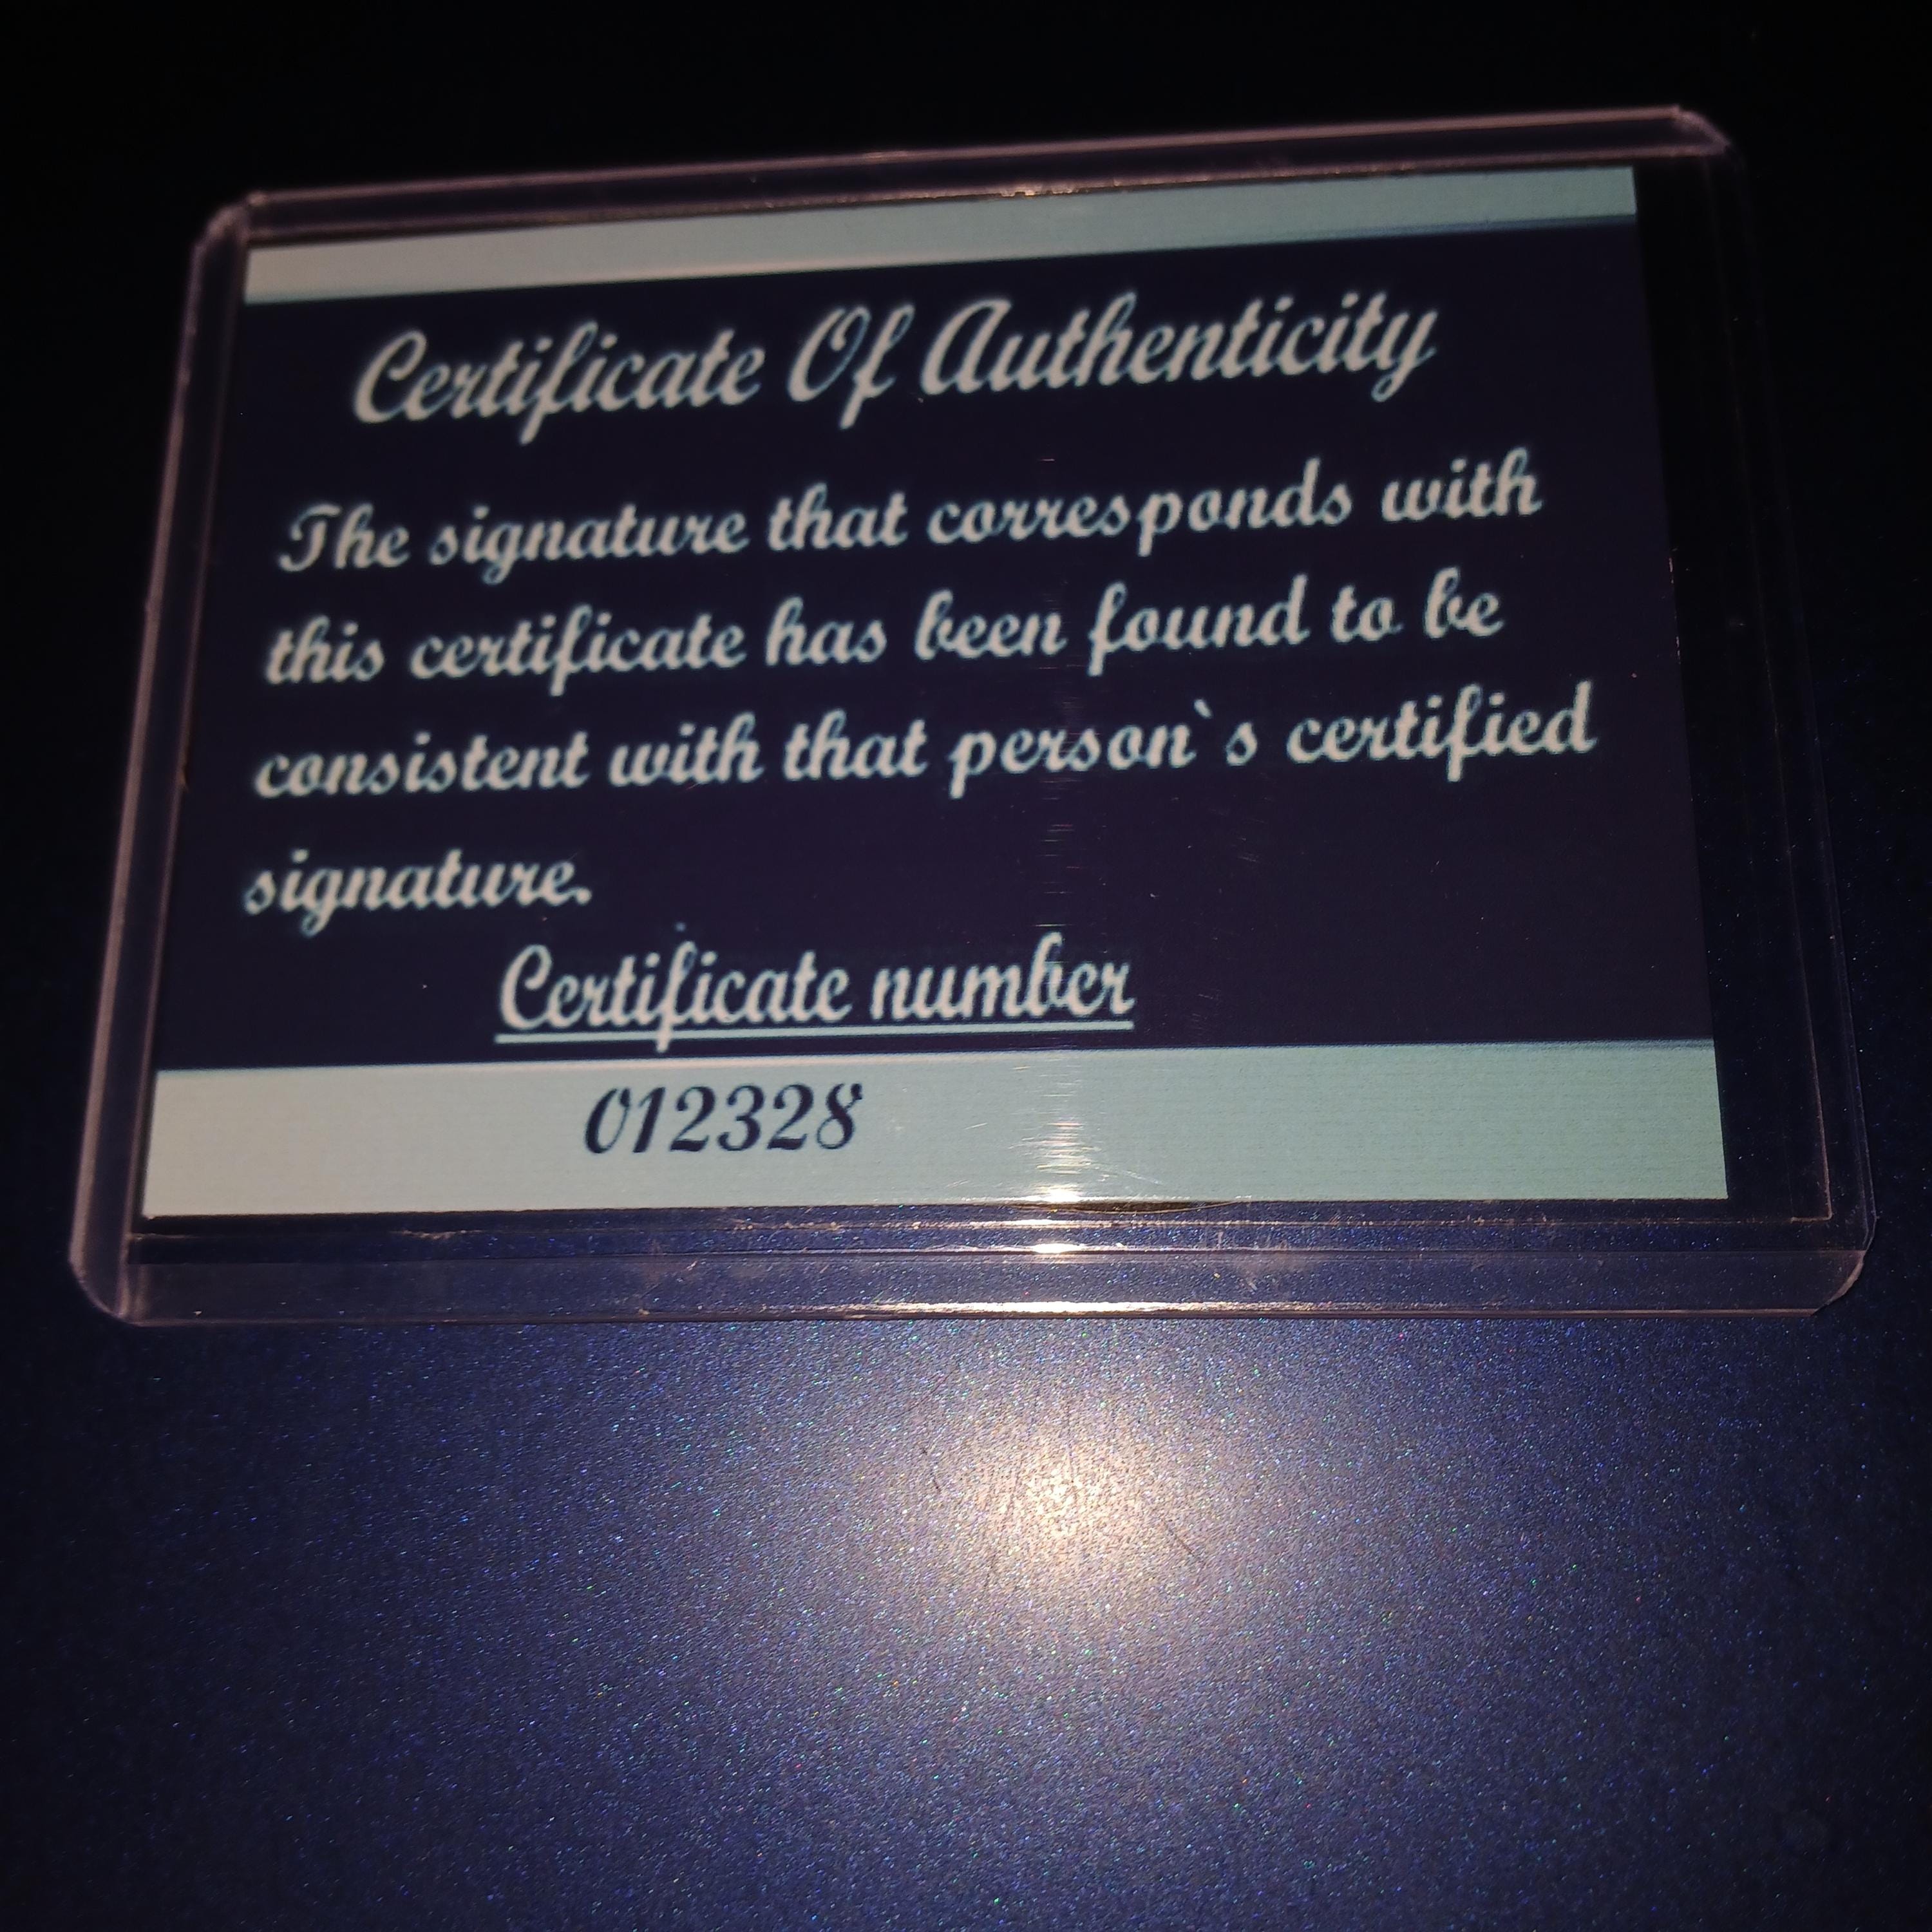 Certificate Of Authenticity
The signature that corresponds with
this certificate has been found to be
consistent with that person`s certified
signature.
Certificate number
012328